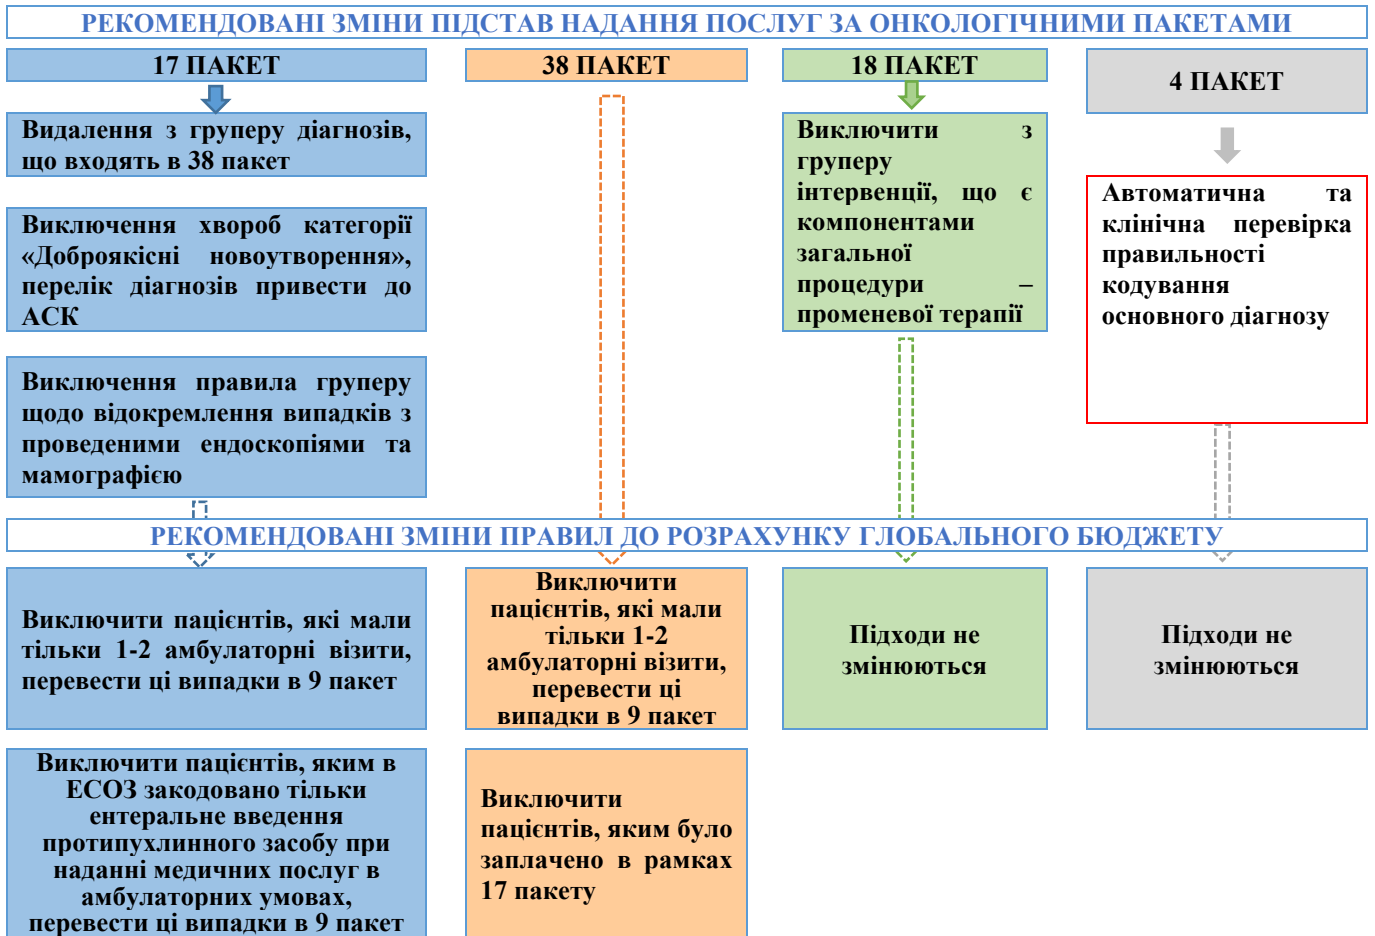 РЕКОМЕНДОВАНІ ЗМІНИ ПІДСТАВ НАДАННЯ ПОСЛУГ ЗА ОНКОЛОГІЧНИМИ ПАКЕТАМИ
17 ПАКЕТ
Видалення з груперу діагнозів,
що входять в 38 пакет
Виключення хвороб категорії
«Доброякісні новоутворення»,
перелік діагнозів привести до
АСК
Виключення правила груперу
щодо відокремлення випадків з
проведеними ендоскопіями та
мамографією
38 ПАКЕТ
18 ПАКЕТ
Виключити з
груперу
інтервенції, що є
компонентами
загальної
процедури –
променевої терапії
4 ПАКЕТ
Автоматична та
клінічна перевірка
правильності
кодування
основного діагнозу
РЕКОМЕНДОВАНІ ЗМІНИ ПРАВИЛ ДО РОЗРАХУНКУ ГЛОБАЛЬНОГО БЮДЖЕТУ
Виключити пацієнтів, які мали
тільки 1-2 амбулаторні візити,
перевести ці випадки в 9 пакет
Виключити
пацієнтів, які мали
тільки 1-2
амбулаторні візити,
перевести ці
випадки в 9 пакет
Підходи не
змінюються
Підходи не
змінюються
Виключити пацієнтів, яким в
ЕСОЗ закодовано тільки
ентеральне введення
протипухлинного засобу при
наданні медичних послуг в
амбулаторних умовах,
перевести ці випадки в 9 пакет
Виключити
пацієнтів, яким було
заплачено в рамках
17 пакету